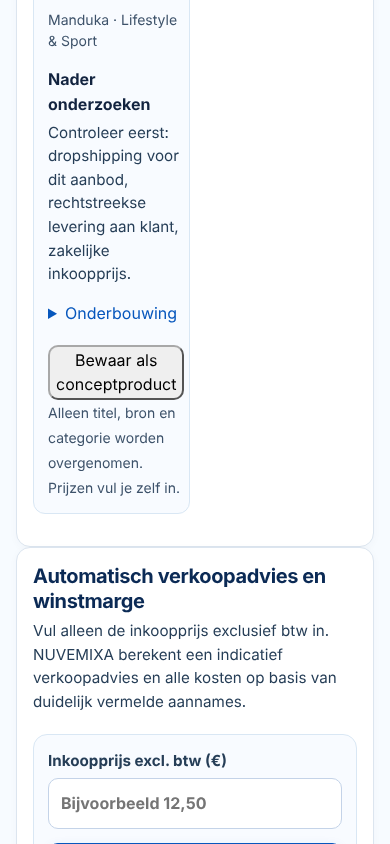 Manduka · Lifestyle
& Sport
Nader
onderzoeken
Controleer eerst:
dropshipping voor
dit aanbod,
rechtstreekse
levering aan klant,
zakelijke
inkoopprijs.
▶ Onderbouwing
Bewaar als
conceptproduct
Alleen titel, bron en
categorie worden
overgenomen.
Prijzen vul je zelf in.
Automatisch verkoopadvies en
winstmarge
Vul alleen de inkoopprijs exclusief btw in.
NUVEMIXA berekent een indicatief
verkoopadvies en alle kosten op basis van
duidelijk vermelde aannames.
Inkoopprijs excl. btw (€)
Bijvoorbeeld 12,50